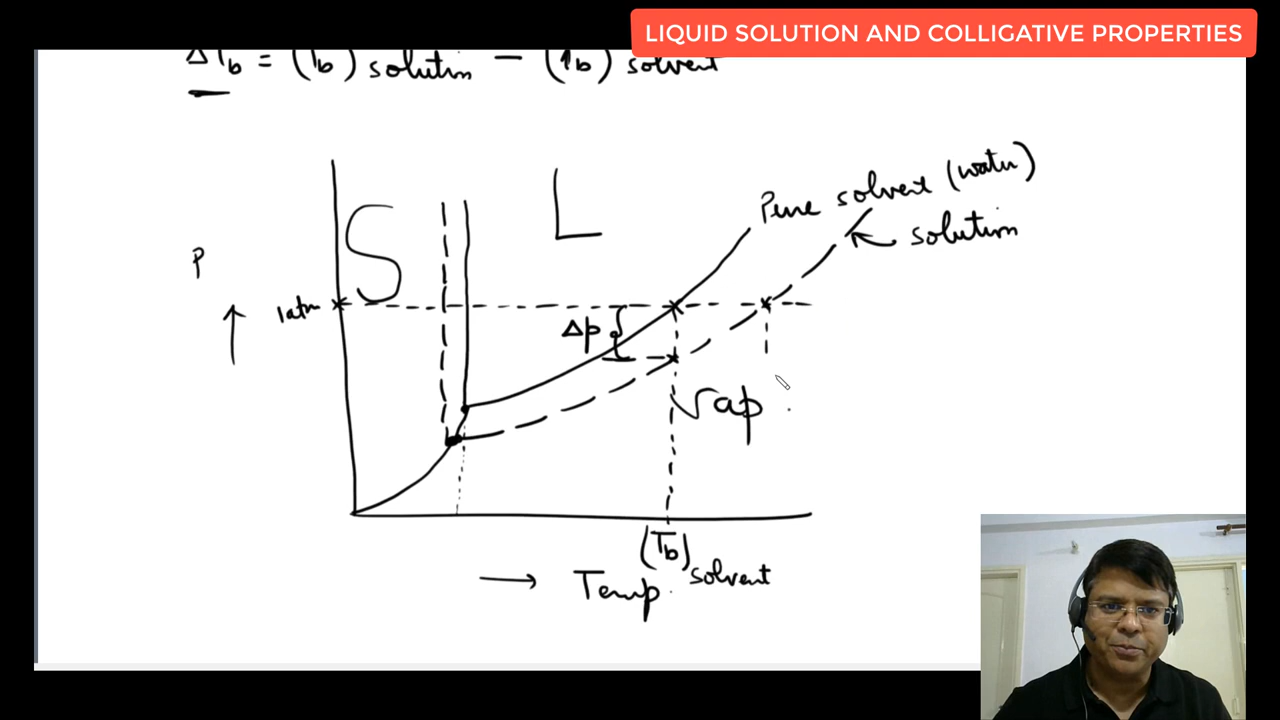 LIQUID SOLUTION AND COLLIGATIVE PROPERTIES
ΔTb = (Tb) solution – (Tb) solvent
S
L
Pure solvent (water)
solution
P
1atm
Δp
Vap.
(Tb) solvent
Temp.